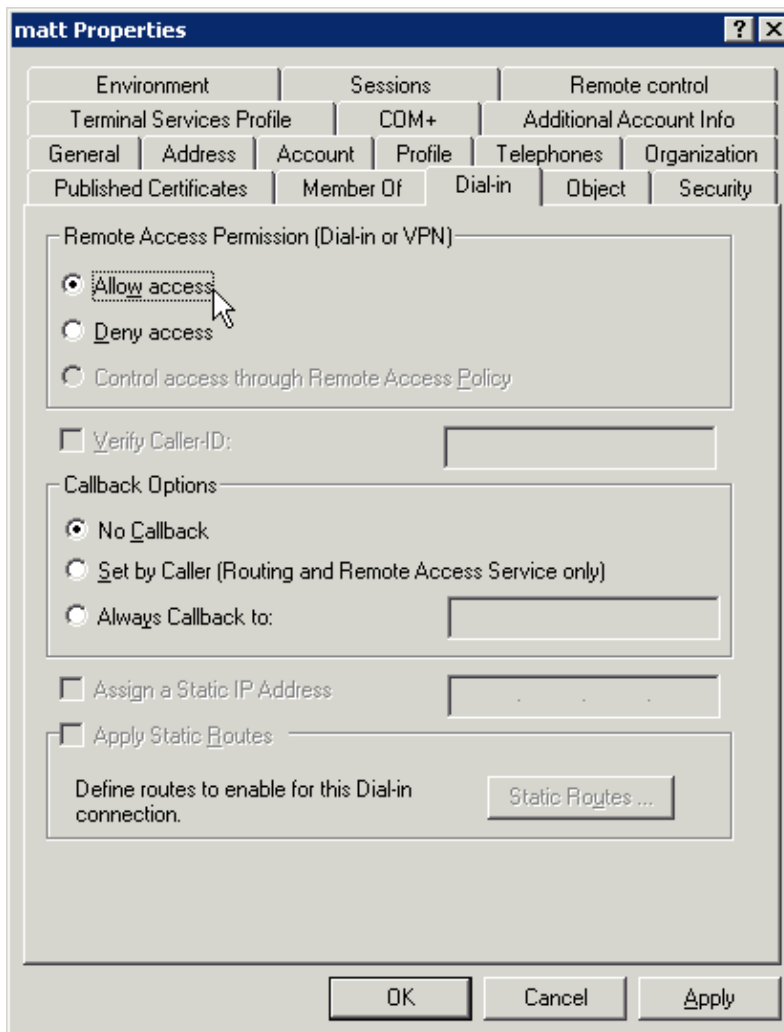 matt Properties
Environment Sessions Remote control
Terminal Services Profile COM+ Additional Account Info
General Address Account Profile Telephones Organization
Published Certificates Member Of Dial-in Object Security
Remote Access Permission (Dial-in or VPN)
Allow access
Deny access
Control access through Remote Access Policy
Verify Caller-ID:
Callback Options
No Callback
Set by Caller (Routing and Remote Access Service only)
Always Callback to:
Assign a Static IP Address
Apply Static Routes
Define routes to enable for this Dial-in
connection.
Static Routes ...
OK Cancel Apply